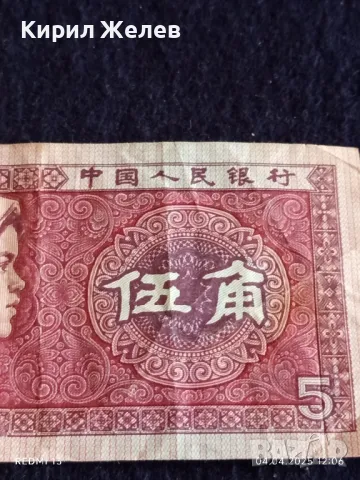 Кирил Желев
中国人民银行
伍角
5
REDMI 13
04.04.2025 12:06